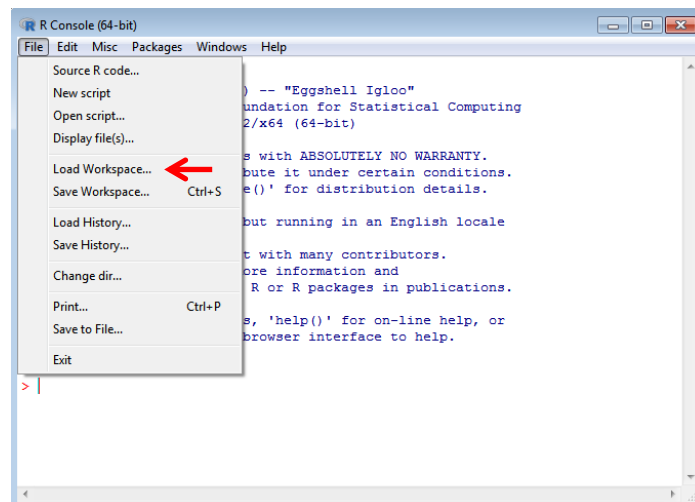 R Console (64-bit)
File Edit Misc Packages Windows Help
Source R code...
New script
Open script...
Display file(s)...
Load Workspace...
Save Workspace... Ctrl+S
Load History...
Save History...
Change dir...
Print... Ctrl+P
Save to File...
Exit
) -- "Eggshell Igloo"
undation for Statistical Computing
2/x64 (64-bit)
s with ABSOLUTELY NO WARRANTY.
bute it under certain conditions.
e()' for distribution details.
but running in an English locale
t with many contributors.
ore information and
R or R packages in publications.
s, 'help()' for on-line help, or
browser interface to help.
>